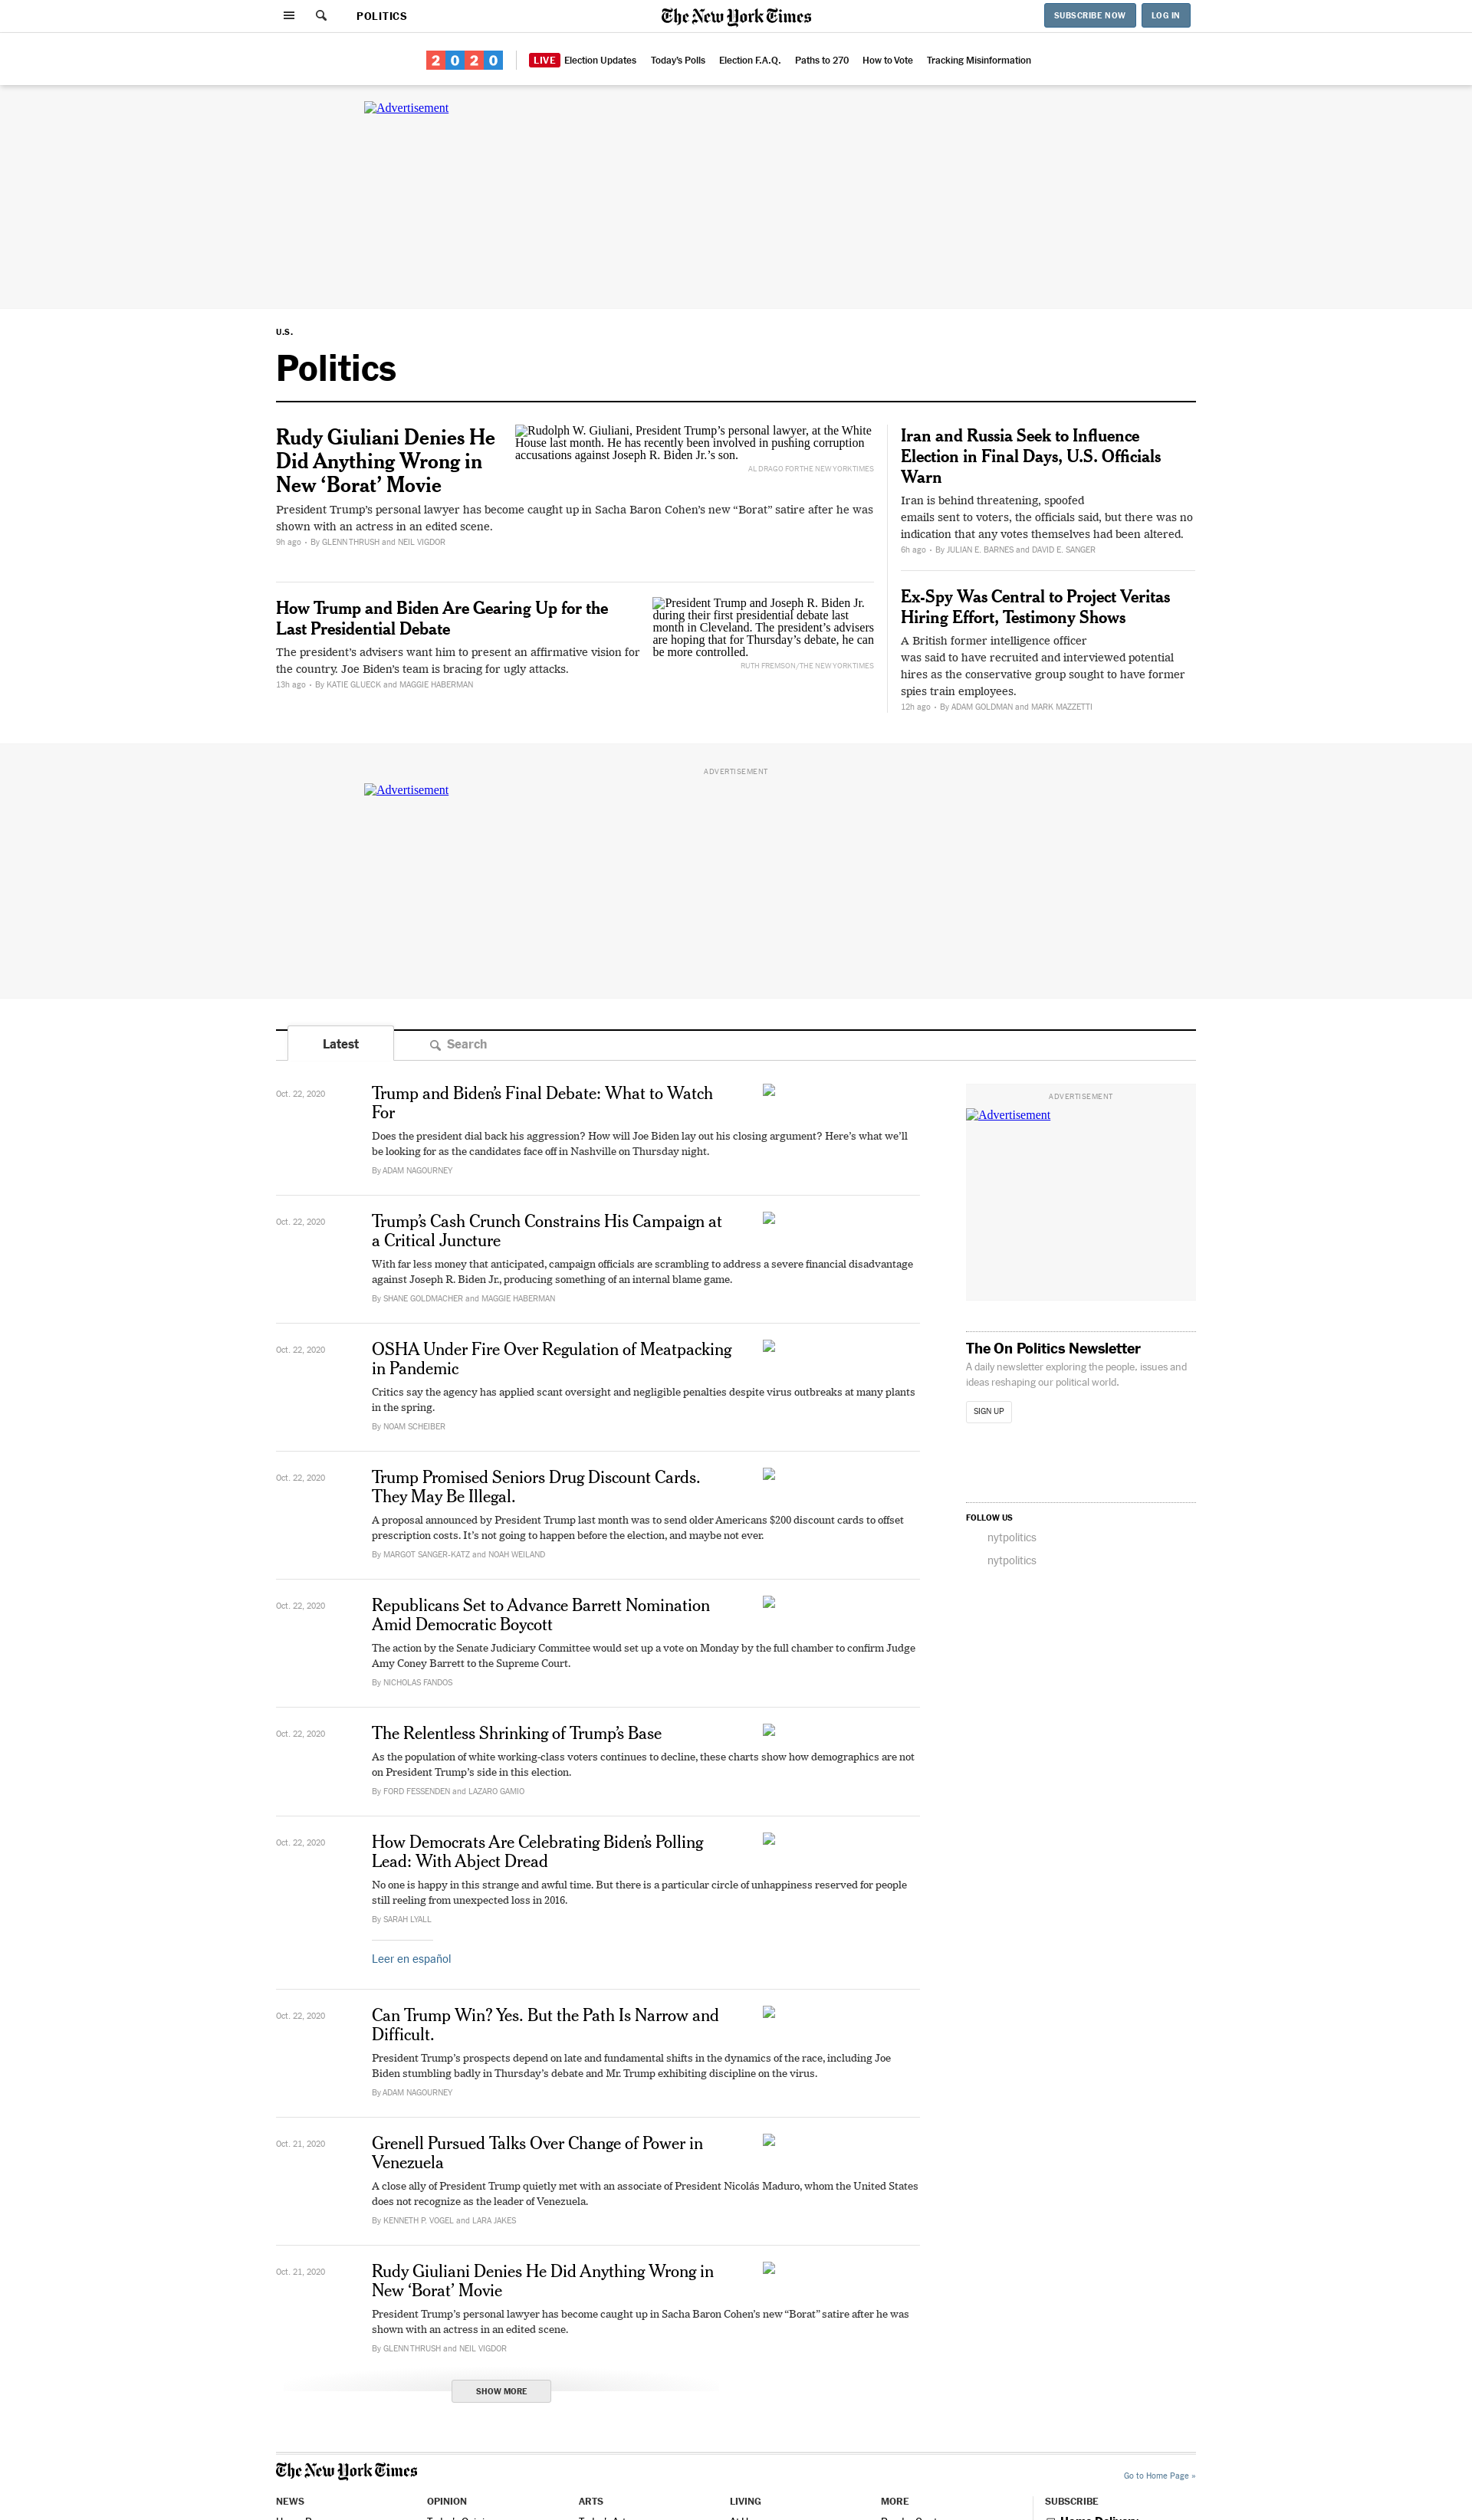 POLITICS
The New York Times
SUBSCRIBE NOW
LOG IN
2020
LIVE Election Updates
Today's Polls
Election F.A.Q.
Paths to 270
How to Vote
Tracking Misinformation
Advertisement
U.S.
Politics
Rudy Giuliani Denies He
Did Anything Wrong in
New ‘Borat’ Movie
Rudolph W. Giuliani, President Trump’s personal lawyer, at the White
House last month. He has recently been involved in pushing corruption
accusations against Joseph R. Biden Jr.’s son.
AL DRAGO FOR THE NEW YORK TIMES
President Trump’s personal lawyer has become caught up in Sacha Baron Cohen’s new “Borat” satire after he was
shown with an actress in an edited scene.
9h ago • By GLENN THRUSH and NEIL VIGDOR
How Trump and Biden Are Gearing Up for the
Last Presidential Debate
The president’s advisers want him to present an affirmative vision for
the country. Joe Biden’s team is bracing for ugly attacks.
13h ago • By KATIE GLUECK and MAGGIE HABERMAN
President Trump and Joseph R. Biden Jr.
during their first presidential debate last
month in Cleveland. The president’s advisers
are hoping that for Thursday’s debate, he can
be more controlled.
RUTH FREMSON/THE NEW YORK TIMES
Iran and Russia Seek to Influence
Election in Final Days, U.S. Officials
Warn
Iran is behind threatening, spoofed
emails sent to voters, the officials said, but there was no
indication that any votes themselves had been altered.
6h ago • By JULIAN E. BARNES and DAVID E. SANGER
Ex-Spy Was Central to Project Veritas
Hiring Effort, Testimony Shows
A British former intelligence officer
was said to have recruited and interviewed potential
hires as the conservative group sought to have former
spies train employees.
12h ago • By ADAM GOLDMAN and MARK MAZZETTI
ADVERTISEMENT
Advertisement
Latest
Search
Oct. 22, 2020
Trump and Biden’s Final Debate: What to Watch
For
Does the president dial back his aggression? How will Joe Biden lay out his closing argument? Here’s what we’ll
be looking for as the candidates face off in Nashville on Thursday night.
By ADAM NAGOURNEY
Oct. 22, 2020
Trump’s Cash Crunch Constrains His Campaign at
a Critical Juncture
With far less money that anticipated, campaign officials are scrambling to address a severe financial disadvantage
against Joseph R. Biden Jr., producing something of an internal blame game.
By SHANE GOLDMACHER and MAGGIE HABERMAN
Oct. 22, 2020
OSHA Under Fire Over Regulation of Meatpacking
in Pandemic
Critics say the agency has applied scant oversight and negligible penalties despite virus outbreaks at many plants
in the spring.
By NOAM SCHEIBER
Oct. 22, 2020
Trump Promised Seniors Drug Discount Cards.
They May Be Illegal.
A proposal announced by President Trump last month was to send older Americans $200 discount cards to offset
prescription costs. It’s not going to happen before the election, and maybe not ever.
By MARGOT SANGER-KATZ and NOAH WEILAND
Oct. 22, 2020
Republicans Set to Advance Barrett Nomination
Amid Democratic Boycott
The action by the Senate Judiciary Committee would set up a vote on Monday by the full chamber to confirm Judge
Amy Coney Barrett to the Supreme Court.
By NICHOLAS FANDOS
Oct. 22, 2020
The Relentless Shrinking of Trump’s Base
As the population of white working-class voters continues to decline, these charts show how demographics are not
on President Trump’s side in this election.
By FORD FESSENDEN and LAZARO GAMIO
Oct. 22, 2020
How Democrats Are Celebrating Biden’s Polling
Lead: With Abject Dread
No one is happy in this strange and awful time. But there is a particular circle of unhappiness reserved for people
still reeling from unexpected loss in 2016.
By SARAH LYALL
Leer en español
Oct. 22, 2020
Can Trump Win? Yes. But the Path Is Narrow and
Difficult.
President Trump’s prospects depend on late and fundamental shifts in the dynamics of the race, including Joe
Biden stumbling badly in Thursday’s debate and Mr. Trump exhibiting discipline on the virus.
By ADAM NAGOURNEY
Oct. 21, 2020
Grenell Pursued Talks Over Change of Power in
Venezuela
A close ally of President Trump quietly met with an associate of President Nicolás Maduro, whom the United States
does not recognize as the leader of Venezuela.
By KENNETH P. VOGEL and LARA JAKES
Oct. 21, 2020
Rudy Giuliani Denies He Did Anything Wrong in
New ‘Borat’ Movie
President Trump’s personal lawyer has become caught up in Sacha Baron Cohen’s new “Borat” satire after he was
shown with an actress in an edited scene.
By GLENN THRUSH and NEIL VIGDOR
SHOW MORE
ADVERTISEMENT
Advertisement
The On Politics Newsletter
A daily newsletter exploring the people, issues and
ideas reshaping our political world.
SIGN UP
FOLLOW US
nytpolitics
nytpolitics
The New York Times
Go to Home Page »
NEWS
OPINION
ARTS
LIVING
MORE
SUBSCRIBE